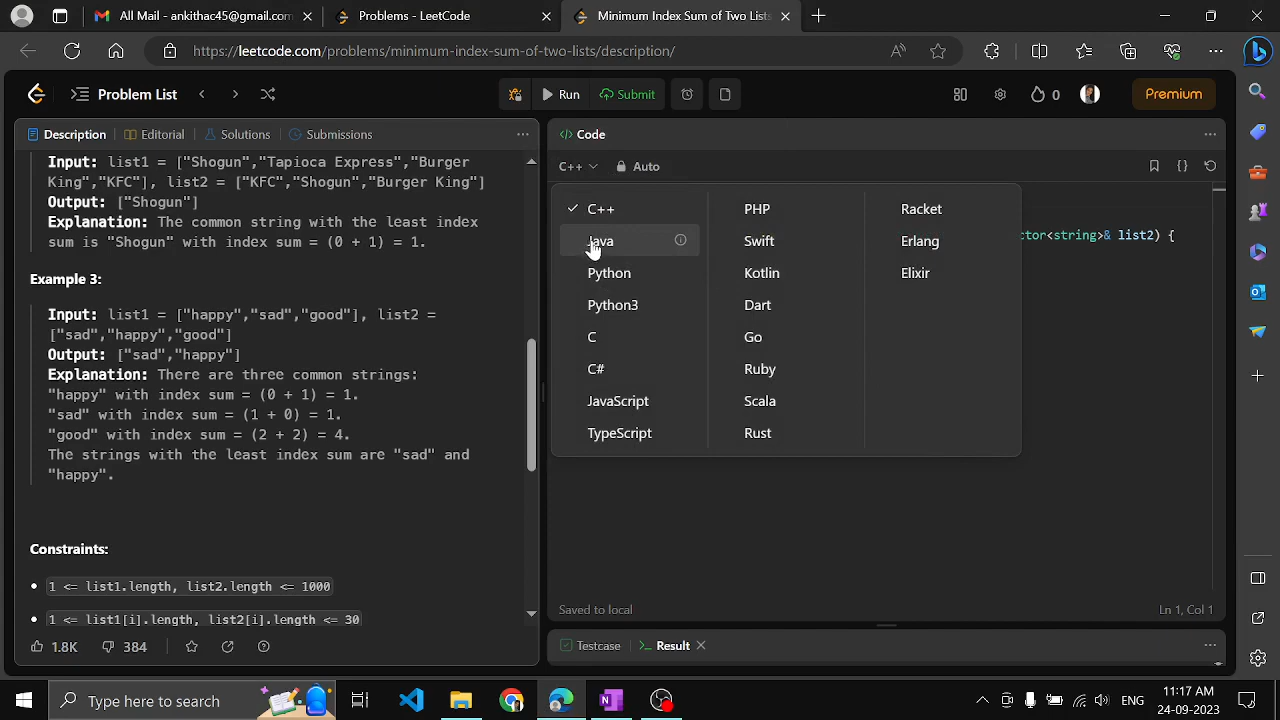 All Mail - ankithac45@gmail.com
Problems - LeetCode
Minimum Index Sum of Two Lists
https://leetcode.com/problems/minimum-index-sum-of-two-lists/description/
Problem List
Run
Submit
0
Premium
Description
Editorial
Solutions
Submissions
Input: list1 = ["Shogun","Tapioca Express","Burger
King","KFC"], list2 = ["KFC","Shogun","Burger King"]
Output: ["Shogun"]
Explanation: The common string with the least index
sum is "Shogun" with index sum = (0 + 1) = 1.
Example 3:
Input: list1 = ["happy","sad","good"], list2 =
["sad","happy","good"]
Output: ["sad","happy"]
Explanation: There are three common strings:
"happy" with index sum = (0 + 1) = 1.
"sad" with index sum = (1 + 0) = 1.
"good" with index sum = (2 + 2) = 4.
The strings with the least index sum are "sad" and
"happy".
Constraints:
1 <= list1.length, list2.length <= 1000
1 <= list1[i].length, list2[i].length <= 30
1.8K
384
</> Code
C++
Auto
C++
Java
Python
Python3
C
C#
JavaScript
TypeScript
PHP
Swift
Kotlin
Dart
Go
Ruby
Scala
Rust
Racket
Erlang
Elixir
ctor<string>& list2) {
Saved to local
Ln 1, Col 1
Testcase
Result
Type here to search
ENG
11:17 AM
24-09-2023